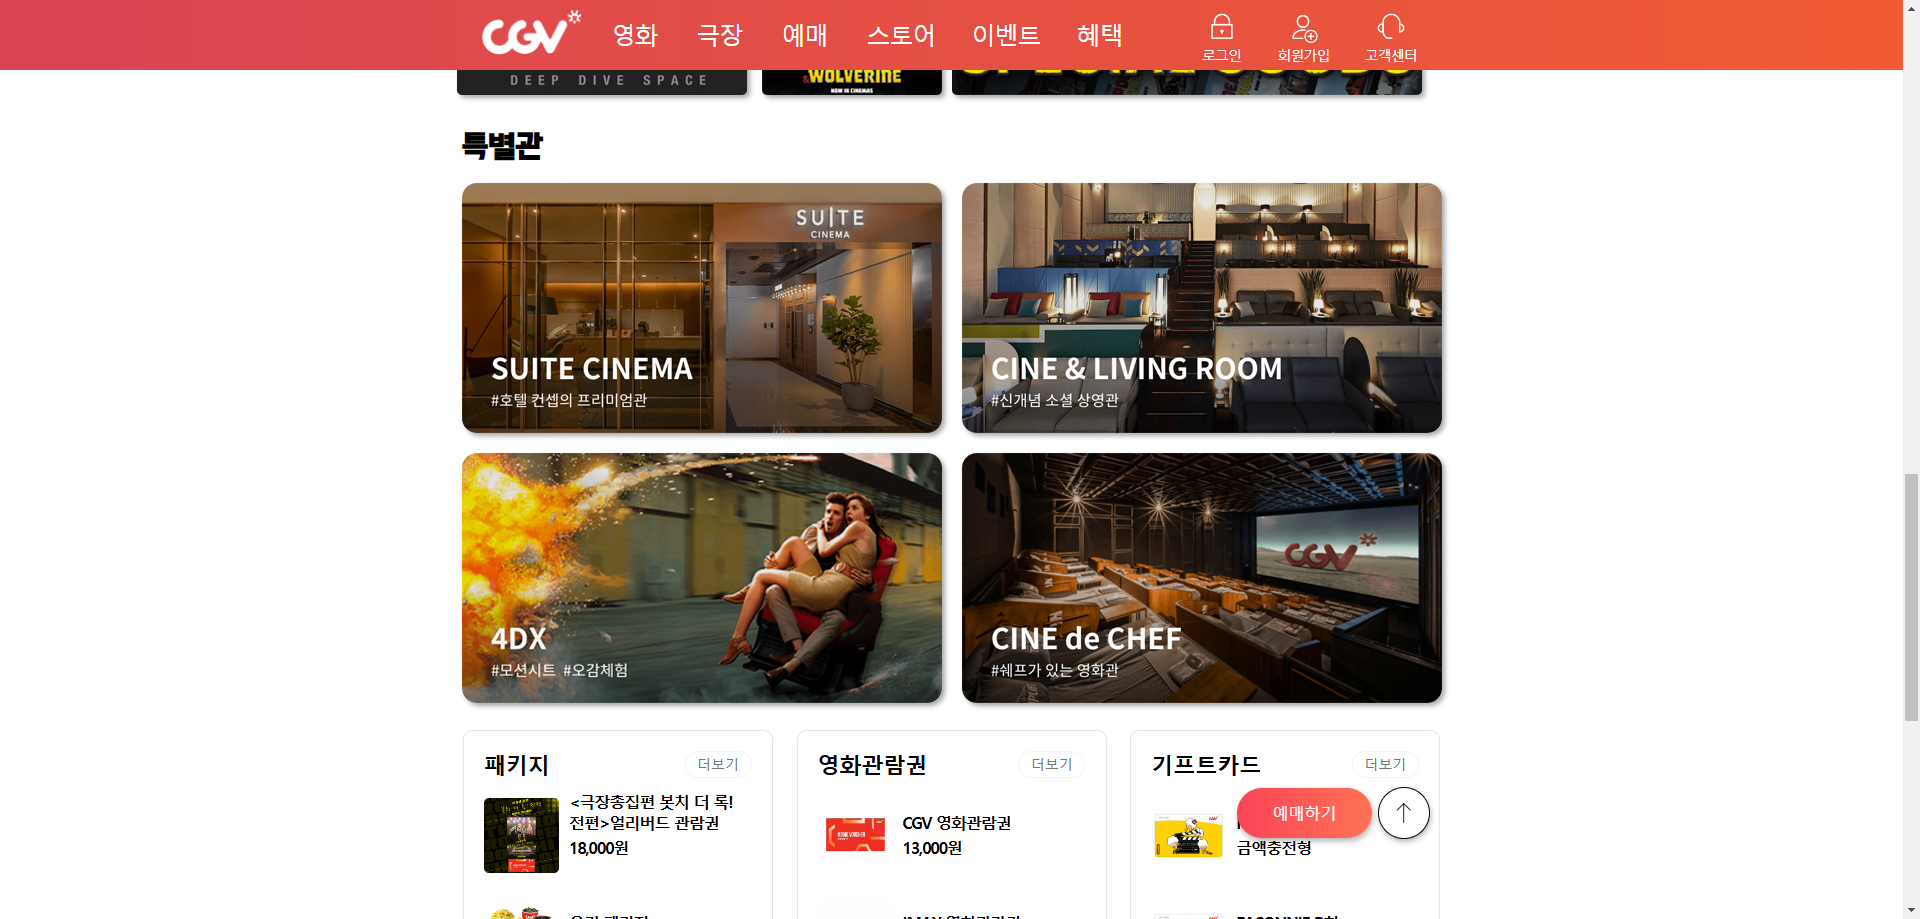 CGV
영화 극장 예매 스토어 이벤트 혜택
로그인 회원가입 고객센터
DEEP DIVE SPACE
&WOLVERINE
NOW IN CINEMAS
특별관
SUITE
CINEMA
SUITE CINEMA
#호텔 컨셉의 프리미엄관
CINE & LIVING ROOM
#신개념 소셜 상영관
4DX
#모션시트 #오감체험
CGV
CINE de CHEF
#쉐프가 있는 영화관
패키지 더보기
<극장총집편 봇치 더 록!
전편>얼리버드 관람권
18,000원
영화관람권 더보기
CGV 영화관람권
13,000원
기프트카드 더보기
예매하기
금액충전형